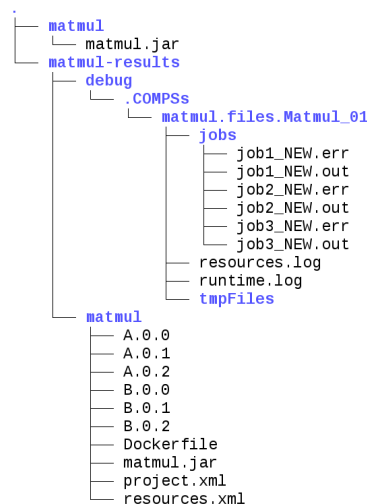 .
matmul
matmul.jar
matmul-results
debug
.COMPSs
matmul.files.Matmul_01
jobs
job1_NEW.err
job1_NEW.out
job2_NEW.err
job2_NEW.out
job3_NEW.err
job3_NEW.out
resources.log
runtime.log
tmpFiles
matmul
A.0.0
A.0.1
A.0.2
B.0.0
B.0.1
B.0.2
Dockerfile
matmul.jar
project.xml
resources.xml